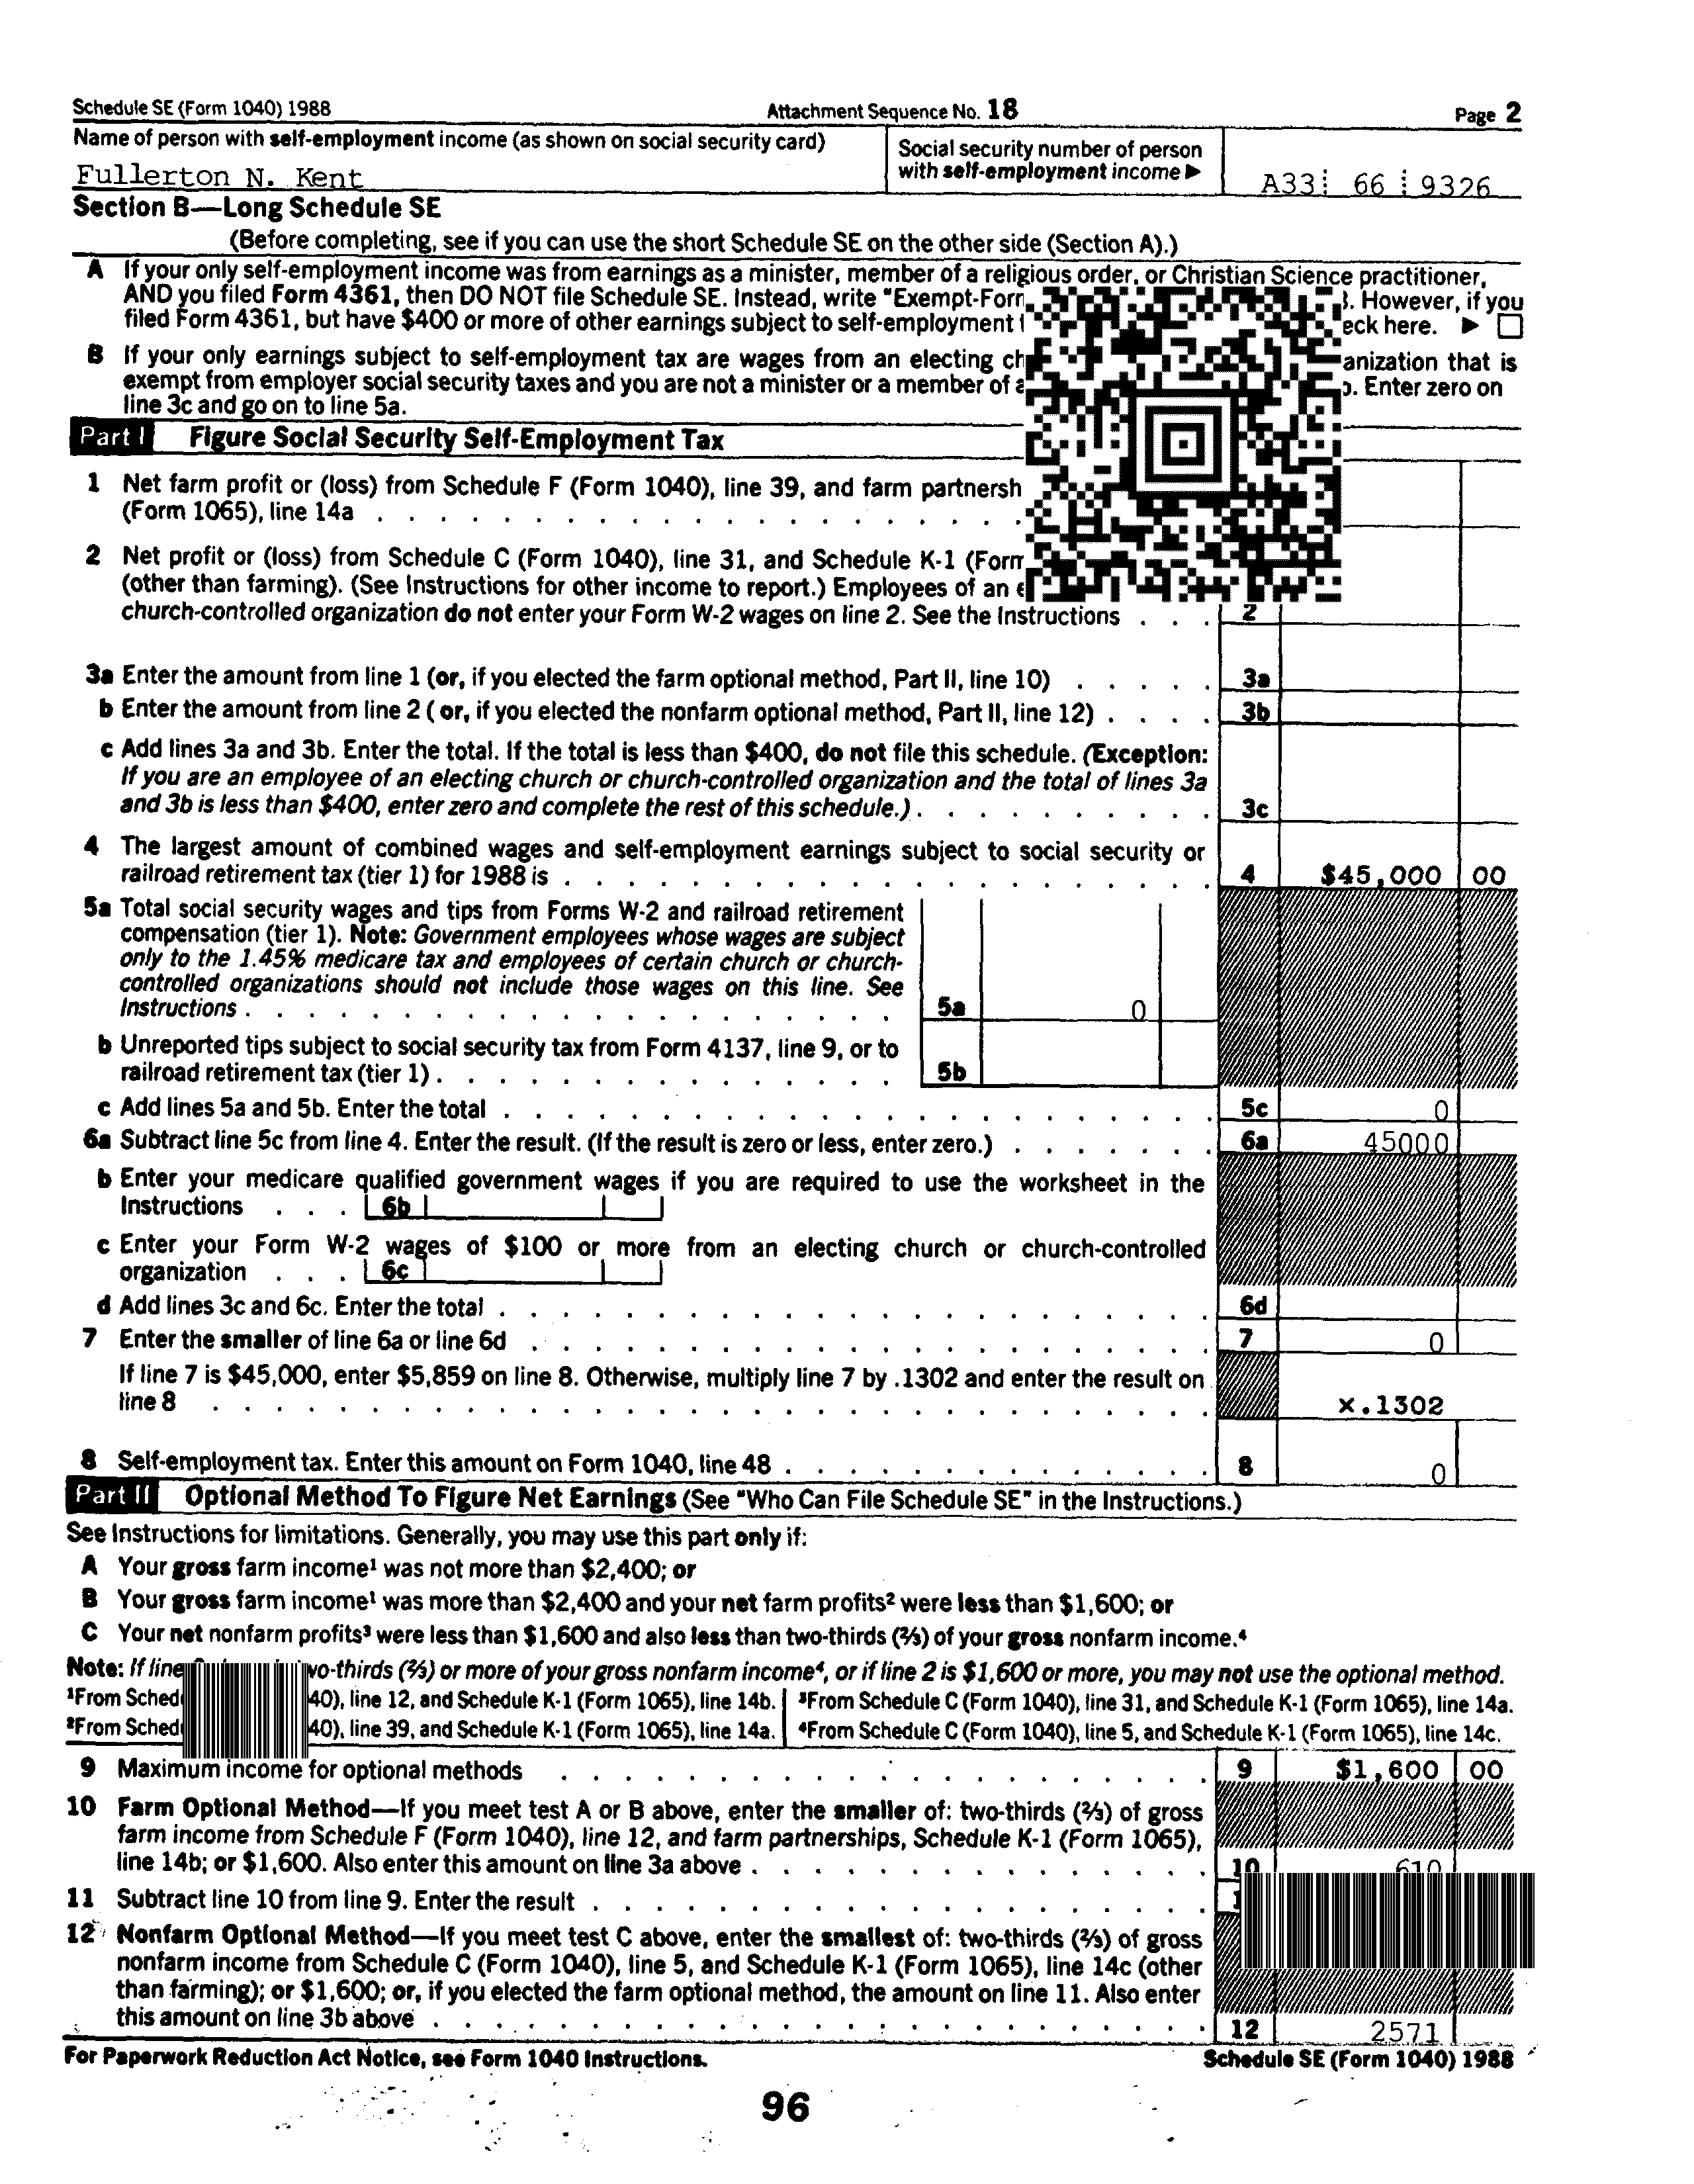 Schedule SE (Form 1040) 1988 Attachment Sequence No. 18 Page 2
Name of person with self-employment income (as shown on social security card)
Social security number of person
with self-employment income ▶
Fullerton N. Kent
A33 66 9326
Section B—Long Schedule SE
(Before completing, see if you can use the short Schedule SE on the other side (Section A).)
A If your only self-employment income was from earnings as a minister, member of a religious order, or Christian Science practitioner,
AND you filed Form 4361, then DO NOT file Schedule SE. Instead, write "Exempt-Form However, if you
filed Form 4361, but have $400 or more of other earnings subject to self-employment here. ▶
B If your only earnings subject to self-employment tax are wages from an electing that is
exempt from employer social security taxes and you are not a minister or a member of Enter zero on
line 3c and go on to line 5a.
Part I Figure Social Security Self-Employment Tax
1 Net farm profit or (loss) from Schedule F (Form 1040), line 39, and farm
(Form 1065), line 14a . . . . . . . . . . . . . . . . . .
2 Net profit or (loss) from Schedule C (Form 1040), line 31, and Schedule K-1 (Form
(other than farming). (See Instructions for other income to report.) Employees of an
church-controlled organization do not enter your Form W-2 wages on line 2. See the Instructions . . . 2
3a Enter the amount from line 1 (or, if you elected the farm optional method, Part II, line 10) . . . . . 3a
b Enter the amount from line 2 ( or, if you elected the nonfarm optional method, Part II, line 12) . . . . 3b
c Add lines 3a and 3b. Enter the total. If the total is less than $400, do not file this schedule. (Exception:
If you are an employee of an electing church or church-controlled organization and the total of lines 3a
and 3b is less than $400, enter zero and complete the rest of this schedule.) . . . . . . . . . . 3c
4 The largest amount of combined wages and self-employment earnings subject to social security or
railroad retirement tax (tier 1) for 1988 is . . . . . . . . . . . . . . . . . . . . 4 $45,000 00
5a Total social security wages and tips from Forms W-2 and railroad retirement
compensation (tier 1). Note: Government employees whose wages are subject
only to the 1.45% medicare tax and employees of certain church or church-
controlled organizations should not include those wages on this line. See
Instructions . . . . . . . . . . . . . . . . . . . . . 5a 0
b Unreported tips subject to social security tax from Form 4137, line 9, or to
railroad retirement tax (tier 1) . . . . . . . . . . . . . . . 5b
c Add lines 5a and 5b. Enter the total . . . . . . . . . . . . . . . . . . . . . . . 5c 0
6a Subtract line 5c from line 4. Enter the result. (If the result is zero or less, enter zero.) . . . . . . . 6a 45000
b Enter your medicare qualified government wages if you are required to use the worksheet in the
Instructions . . . 6b
c Enter your Form W-2 wages of $100 or more from an electing church or church-controlled
organization . . . 6c
d Add lines 3c and 6c. Enter the total . . . . . . . . . . . . . . . . . . . . . . . 6d
7 Enter the smaller of line 6a or line 6d . . . . . . . . . . . . . . . . . . . . . . 7 0
If line 7 is $45,000, enter $5,859 on line 8. Otherwise, multiply line 7 by .1302 and enter the result on
line 8 . . . . . . . . . . . . . . . . . . . . . . . . . . . . . . . x.1302
8 Self-employment tax. Enter this amount on Form 1040, line 48 . . . . . . . . . . . . . . 8 0
Part II Optional Method To Figure Net Earnings (See "Who Can File Schedule SE" in the Instructions.)
See Instructions for limitations. Generally, you may use this part only if:
A Your gross farm income¹ was not more than $2,400; or
B Your gross farm income¹ was more than $2,400 and your net farm profits² were less than $1,600; or
C Your net nonfarm profits³ were less than $1,600 and also less than two-thirds (⅔) of your gross nonfarm income.⁴
Note: If line two-thirds (⅔) or more of your gross nonfarm income⁴, or if line 2 is $1,600 or more, you may not use the optional method.
¹From 40), line 12, and Schedule K-1 (Form 1065), line 14b. ³From Schedule C (Form 1040), line 31, and Schedule K-1 (Form 1065), line 14a.
²From 40), line 39, and Schedule K-1 (Form 1065), line 14a. ⁴From Schedule C (Form 1040), line 5, and Schedule K-1 (Form 1065), line 14c.
9 Maximum income for optional methods . . . . . . . . . . . . . . . . . . . . . 9 $1,600 00
10 Farm Optional Method—If you meet test A or B above, enter the smaller of: two-thirds (⅔) of gross
farm income from Schedule F (Form 1040), line 12, and farm partnerships, Schedule K-1 (Form 1065),
line 14b; or $1,600. Also enter this amount on line 3a above . . . . . . . . . . . . . . . 10 610
11 Subtract line 10 from line 9. Enter the result . . . . . . . . . . . . . . . . . . . .
12 Nonfarm Optional Method—If you meet test C above, enter the smallest of: two-thirds (⅔) of gross
nonfarm income from Schedule C (Form 1040), line 5, and Schedule K-1 (Form 1065), line 14c (other
than farming); or $1,600; or, if you elected the farm optional method, the amount on line 11. Also enter
this amount on line 3b above . . . . . . . . . . . . . . . . . . . . . . . . . 12 2571
For Paperwork Reduction Act Notice, see Form 1040 Instructions. Schedule SE (Form 1040) 1988
96